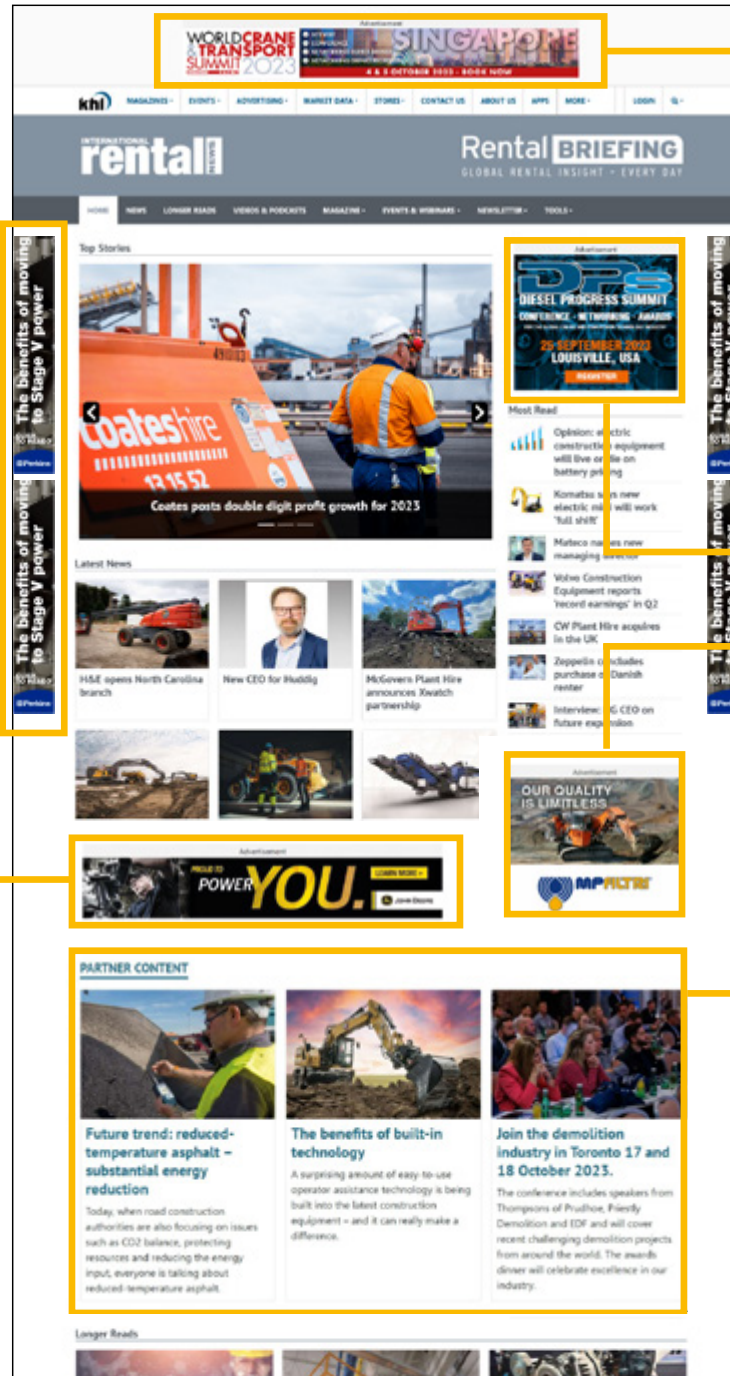 Advertisement
WORLD CRANE
& TRANSPORT
SUMMIT 2023
SINGAPORE
4 & 5 OCTOBER 2023 - BOOK NOW
khl
MAGAZINES
EVENTS
ADVERTISING
MARKET DATA
STORES
CONTACT US
ABOUT US
APPS
MORE
LOGIN
INTERNATIONAL
rental
NEWS
Rental BRIEFING
GLOBAL RENTAL INSIGHT - EVERY DAY
HOME
NEWS
LONGER READS
VIDEOS & PODCASTS
MAGAZINE
EVENTS & WEBINARS
NEWSLETTER
TOOLS
The benefits of moving
to Stage V power
Perkins
The benefits of moving
to Stage V power
Perkins
Top Stories
coateshire
13 15 52
Coates posts double digit profit growth for 2023
Advertisement
DPS
DIESEL PROGRESS SUMMIT
CONFERENCE - NETWORKING - AWARDS
25 SEPTEMBER 2023
LOUISVILLE, USA
REGISTER
The benefits of moving
to Stage V power
Perkins
The benefits of moving
to Stage V power
Perkins
Most Read
Opinion: electric
construction equipment
will live or die on
battery pricing
Komatsu says new
electric mini will work
'full shift'
Mateco names new
managing director
Volvo Construction
Equipment reports
'record earnings' in Q2
CW Plant Hire acquires
in the UK
Zeppelin concludes
purchase of Danish
renter
Interview: CEO on
future expansion
Latest News
H&E opens North Carolina
branch
New CEO for Huddig
McGovern Plant Hire
announces Xwatch
partnership
Advertisement
OUR QUALITY
IS LIMITLESS
MPFILTRI
Advertisement
PROUD TO
POWER YOU.
LEARN MORE
JOHN DEERE
PARTNER CONTENT
Future trend: reduced-
temperature asphalt –
substantial energy
reduction
Today, when road construction
authorities are also focusing on issues
such as CO2 balance, protecting
resources and reducing the energy
input, everyone is talking about
reduced-temperature asphalt.
The benefits of built-in
technology
A surprising amount of easy-to-use
operator assistance technology is being
built into the latest construction
equipment – and it can really make a
difference.
Join the demolition
industry in Toronto 17 and
18 October 2023.
The conference includes speakers from
Thompsons of Prudhoe, Priestly
Demolition and EDF and will cover
recent challenging demolition projects
from around the world. The awards
dinner will celebrate excellence in our
industry.
Longer Reads